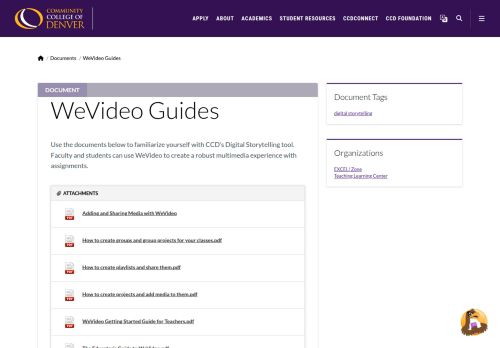 COMMUNITY
COLLEGE OF
DENVER
APPLY ABOUT ACADEMICS STUDENT RESOURCES CCDCONNECT CCD FOUNDATION
/ Documents / WeVideo Guides
DOCUMENT
WeVideo Guides
Use the documents below to familiarize yourself with CCD's Digital Storytelling tool.
Faculty and students can use WeVideo to create a robust multimedia experience with
assignments.
ATTACHMENTS
PDF Adding and Sharing Media with WeVideo
PDF How to create groups and group projects for your classes.pdf
PDF How to create playlists and share them.pdf
PDF How to create projects and add media to them.pdf
PDF WeVideo Getting Started Guide for Teachers.pdf
The Educator's Guide to WeVideo.pdf
Document Tags
digital storytelling
Organizations
EXCEL! Zone
Teaching Learning Center